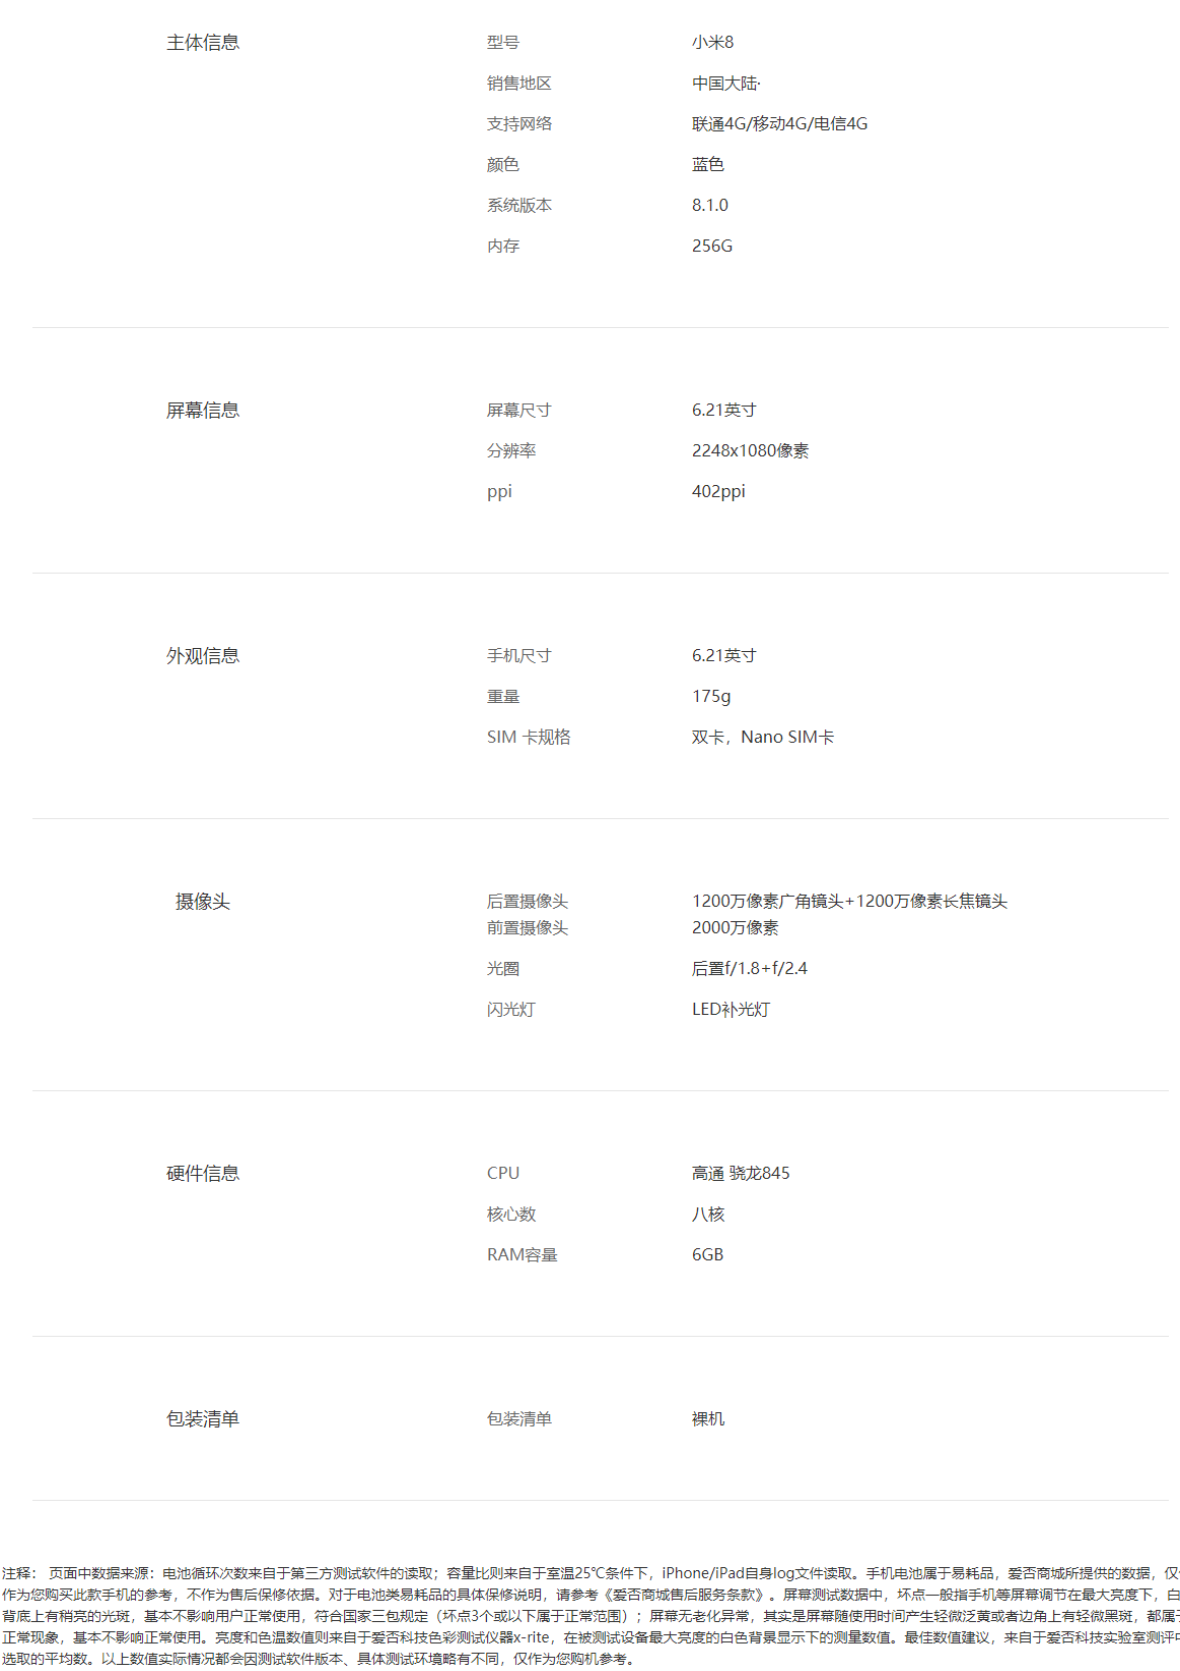 主体信息 型号 小米8
销售地区 中国大陆·
支持网络 联通4G/移动4G/电信4G
颜色 蓝色
系统版本 8.1.0
内存 256G
屏幕信息 屏幕尺寸 6.21英寸
分辨率 2248x1080像素
ppi 402ppi
外观信息 手机尺寸 6.21英寸
重量 175g
SIM 卡规格 双卡，Nano SIM卡
摄像头 后置摄像头 1200万像素广角镜头+1200万像素长焦镜头
前置摄像头 2000万像素
光圈 后置f/1.8+f/2.4
闪光灯 LED补光灯
硬件信息 CPU 高通 骁龙845
核心数 八核
RAM容量 6GB
包装清单 包装清单 裸机
注释： 页面中数据来源：电池循环次数来自于第三方测试软件的读取；容量比则来自于室温25℃条件下，iPhone/iPad自身log文件读取。手机电池属于易耗品，爱否商城所提供的数据，仅
作为您购买此款手机的参考，不作为售后保修依据。对于电池类易耗品的具体保修说明，请参考《爱否商城售后服务条款》。屏幕测试数据中，坏点一般指手机等屏幕调节在最大亮度下，白
背底上有稍亮的光斑，基本不影响用户正常使用，符合国家三包规定（坏点3个或以下属于正常范围）；屏幕无老化异常，其实是屏幕随使用时间产生轻微泛黄或者边角上有轻微黑斑，都属于
正常现象，基本不影响正常使用。亮度和色温数值则来自于爱否科技色彩测试仪器x-rite，在被测试设备最大亮度的白色背景显示下的测量数值。最佳数值建议，来自于爱否科技实验室测评中
选取的平均数。以上数值实际情况都会因测试软件版本、具体测试环境略有不同，仅作为您购机参考。